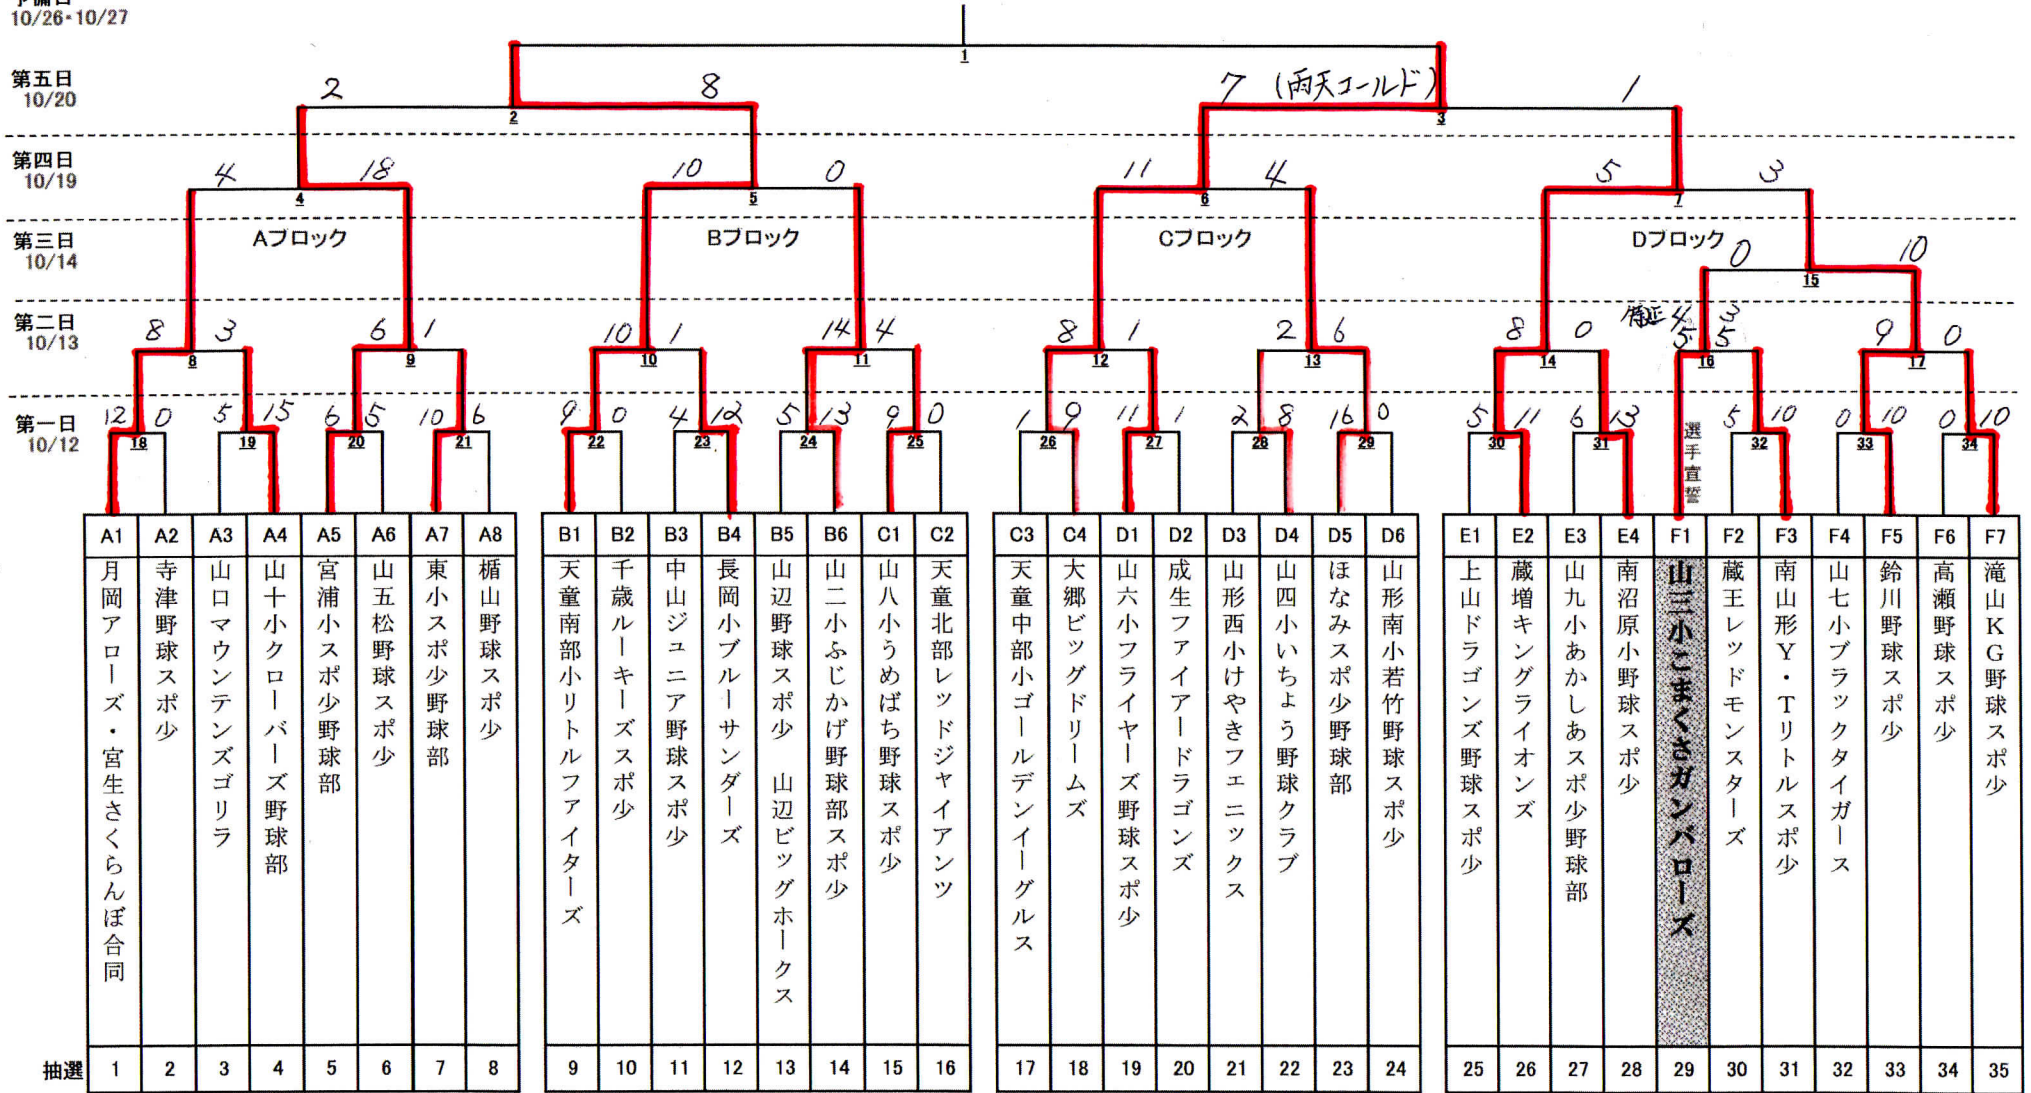 10/26・10/27
1
第五日
10/20
2 8 7 (雨天コールド) 1
2 3
第四日
10/19
4 18 10 0 11 4 5 3
4 5 6 7
第三日
10/14
Aブロック Bブロック Cブロック Dブロック
0 10
15
第二日
10/13
8 3 6 1 10 1 14 4 8 1 2 6 8 0 4 3 9 0
5 5
8 9 10 11 12 13 14 16 17
第一日
10/12
12 0 5 15 6 5 10 6 9 0 4 12 5 13 9 0 1 9 11 1 2 8 16 0 5 11 6 13 5 10 0 10 0 10
18 19 20 21 22 23 24 25 26 27 28 29 30 31 32 33 34
選手宣誓
A1 A2 A3 A4 A5 A6 A7 A8 B1 B2 B3 B4 B5 B6 C1 C2 C3 C4 D1 D2 D3 D4 D5 D6 E1 E2 E3 E4 F1 F2 F3 F4 F5 F6 F7
月岡アローズ・宮生さくらんぼ合同
寺津野球スポ少
山口マウンテンズゴリラ
山十小クローバーズ野球部
宮浦小スポ少野球部
山五松野球スポ少
東小スポ少野球部
楯山野球スポ少
天童南部小リトルファイターズ
千歳ルーキーズスポ少
中山ジュニア野球スポ少
長岡小ブルーサンダーズ
山辺野球スポ少 山辺ビッグホークス
山二小ふじかげ野球部スポ少
山八小うめばち野球スポ少
天童北部レッドジャイアンツ
天童中部小ゴールデンイーグルス
大郷ビッグドリームズ
山六小フライヤーズ野球スポ少
成生ファイアードラゴンズ
山形西小けやきフェニックス
山四小いちょう野球クラブ
ほなみスポ少野球部
山形南小若竹野球スポ少
上山ドラゴンズ野球スポ少
蔵増キングライオンズ
山九小あかしあスポ少野球部
南沼原小野球スポ少
山三小こまくさガンバローズ
蔵王レッドモンスターズ
南山形Y・Tリトルスポ少
山七小ブラックタイガース
鈴川野球スポ少
高瀬野球スポ少
滝山KG野球スポ少
抽選 1 2 3 4 5 6 7 8 9 10 11 12 13 14 15 16 17 18 19 20 21 22 23 24 25 26 27 28 29 30 31 32 33 34 35